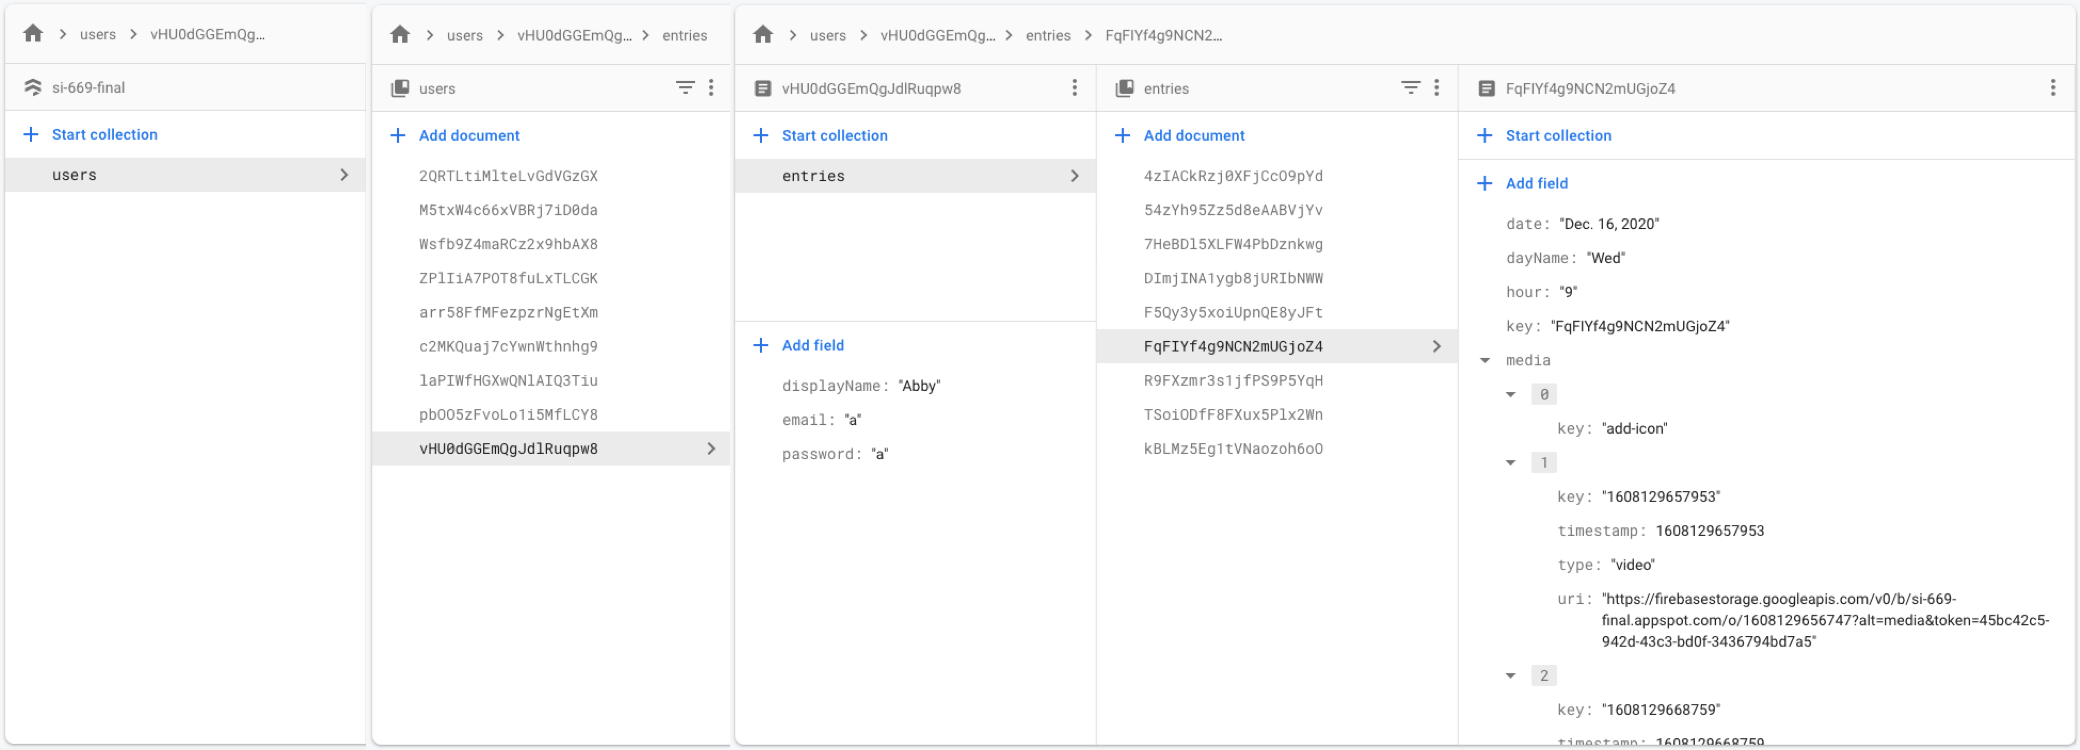 users
vHU0dGGEmQg…
si-669-final
Start collection
users
users
vHU0dGGEmQg…
entries
users
Add document
2QRTLtiMlteLvGdVGzGX
M5txW4c66xVBRj7iD0da
Wsfb9Z4maRCz2x9hbAX8
ZPlIiA7POT8fuLxTLCGK
arr58FfMFezpzrNgEtXm
c2MKQuaj7cYwnWthnhg9
laPIWfHGXwQNlAIQ3Tiu
pbOO5zFvoLo1i5MfLCY8
vHU0dGGEmQgJdlRuqpw8
users
vHU0dGGEmQg…
entries
FqFIYf4g9NCN2…
vHU0dGGEmQgJdlRuqpw8
Start collection
entries
Add field
displayName: "Abby"
email: "a"
password: "a"
entries
Add document
4zIACkRzj0XFjCcO9pYd
54zYh95Zz5d8eAABVjYv
7HeBDl5XLFW4PbDznkwg
DImjINA1ygb8jURIbNWW
F5Qy3y5xoiUpnQE8yJFt
FqFIYf4g9NCN2mUGjoZ4
R9FXzmr3s1jfPS9P5YqH
TSoiODfF8FXux5Plx2Wn
kBLMz5Eg1tVNaozoh6oO
FqFIYf4g9NCN2mUGjoZ4
Start collection
Add field
date: "Dec. 16, 2020"
dayName: "Wed"
hour: "9"
key: "FqFIYf4g9NCN2mUGjoZ4"
media
0
key: "add-icon"
1
key: "1608129657953"
timestamp: 1608129657953
type: "video"
uri: "https://firebasestorage.googleapis.com/v0/b/si-669-
final.appspot.com/o/1608129656747?alt=media&token=45bc42c5-
942d-43c3-bd0f-3436794bd7a5"
2
key: "1608129668759"
timestamp: 1608129668759